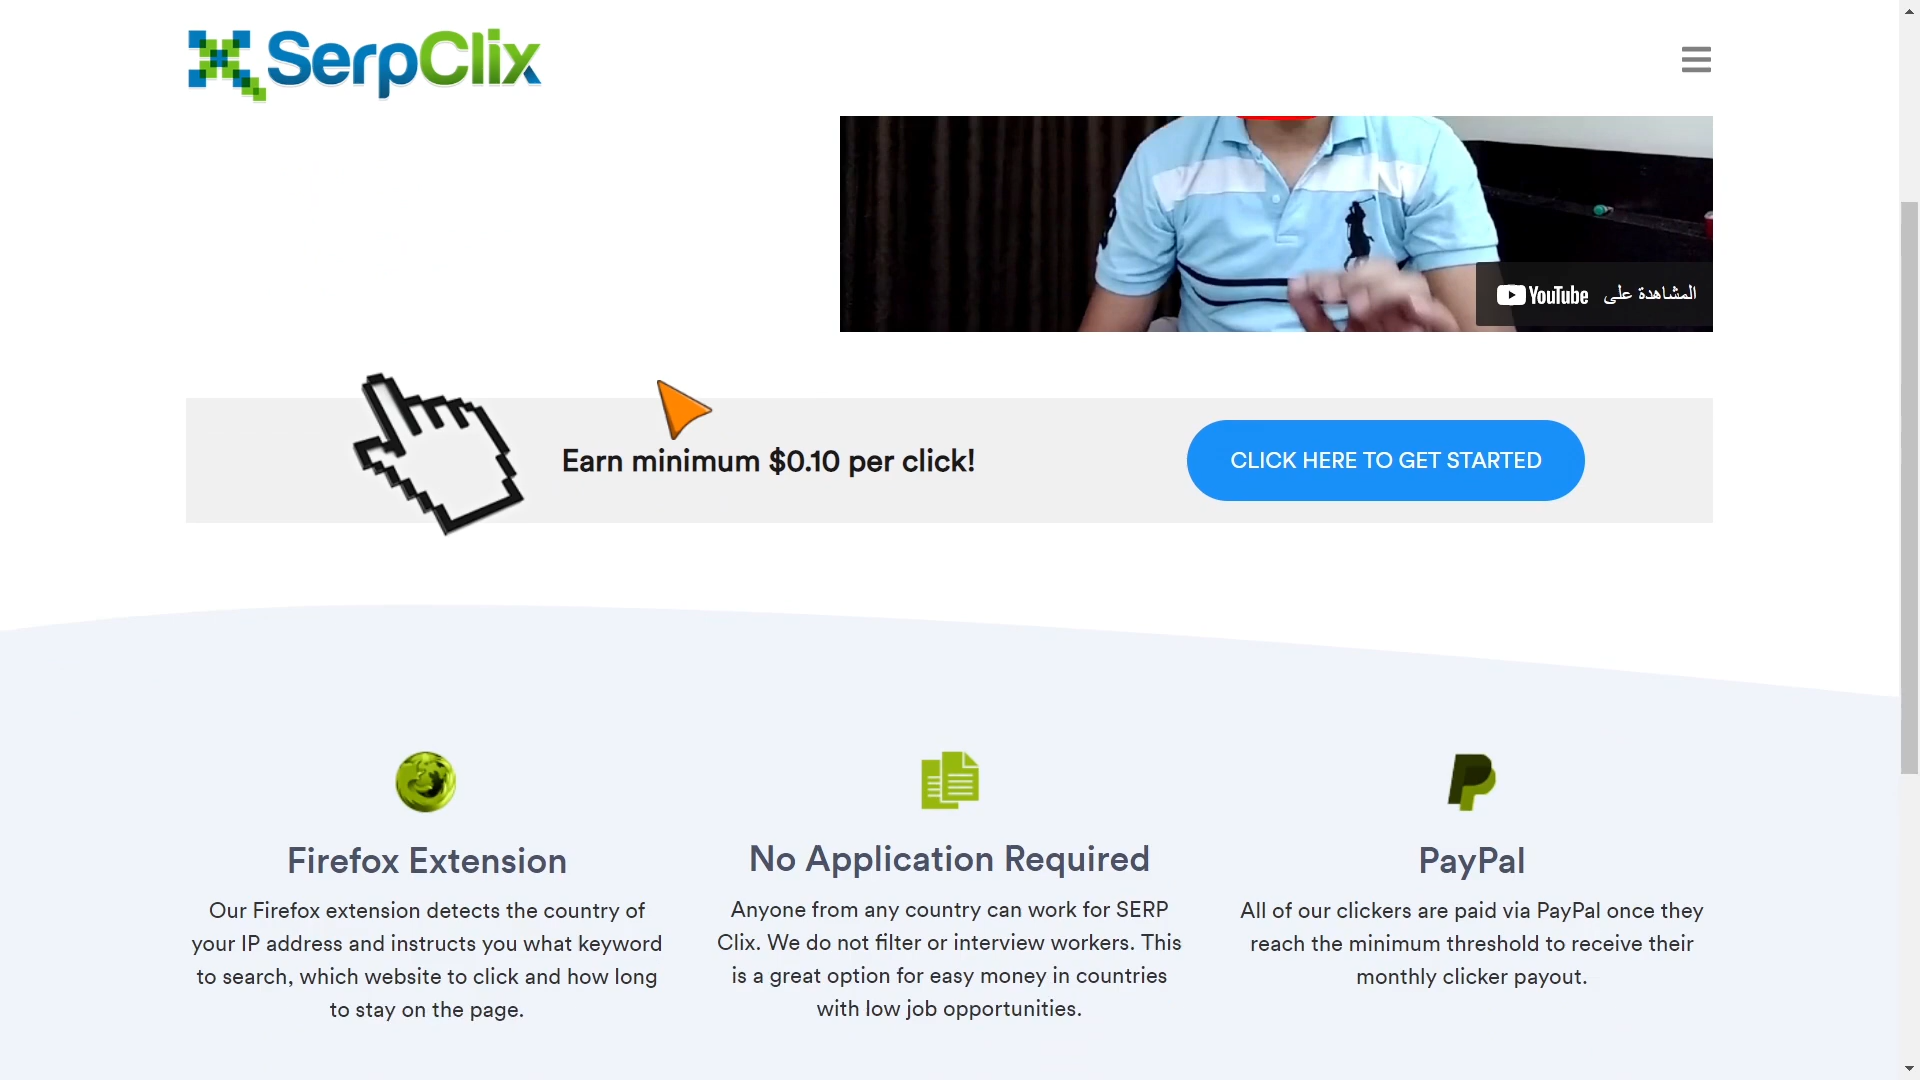 SerpClix
YouTube المشاهدة على
Earn minimum $0.10 per click!
CLICK HERE TO GET STARTED
Firefox Extension
Our Firefox extension detects the country of
your IP address and instructs you what keyword
to search, which website to click and how long
to stay on the page.
No Application Required
Anyone from any country can work for SERP
Clix. We do not filter or interview workers. This
is a great option for easy money in countries
with low job opportunities.
PayPal
All of our clickers are paid via PayPal once they
reach the minimum threshold to receive their
monthly clicker payout.